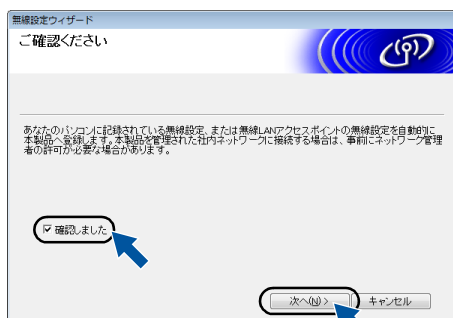 無線設定ウィザード
ご確認ください
あなたのパソコンに記録されている無線設定、または無線LANアクセスポイントの無線設定を自動的に
本製品へ登録します。本製品を管理された社内ネットワークに接続する場合は、事前にネットワーク管理
者の許可が必要な場合があります。
確認しました
次へ(N) > キャンセル